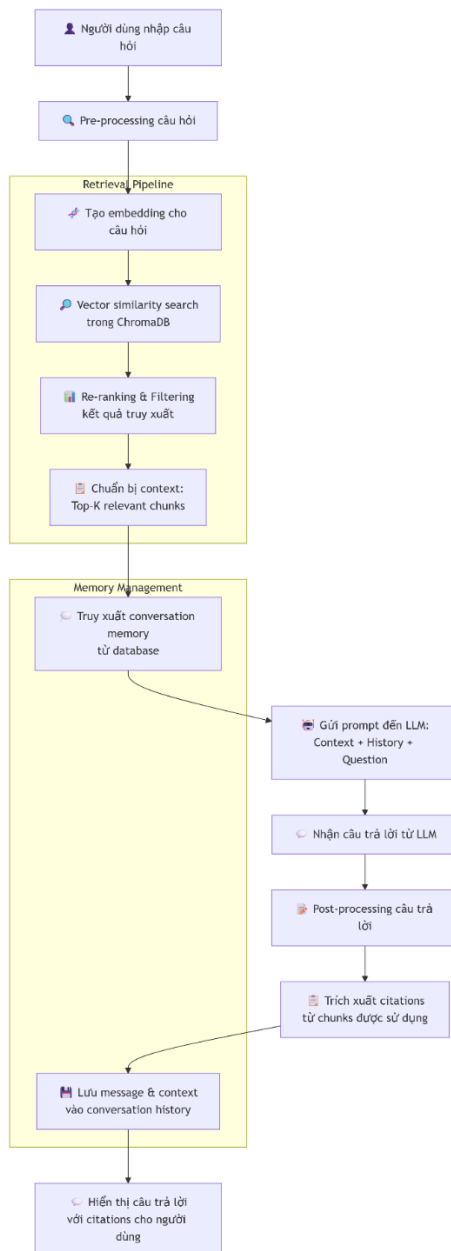 Người dùng nhập câu
hỏi
Pre-processing câu hỏi
Retrieval Pipeline
Tạo embedding cho
câu hỏi
Vector similarity search
trong ChromaDB
Re-ranking & Filtering
kết quả truy xuất
Chuẩn bị context:
Top-K relevant chunks
Memory Management
Truy xuất conversation
memory
từ database
Gửi prompt đến LLM:
Context + History +
Question
Nhận câu trả lời từ LLM
Post-processing câu trả
lời
Trích xuất citations
từ chunks được sử dụng
Lưu message & context
vào conversation history
Hiển thị câu trả lời
với citations cho người
dùng